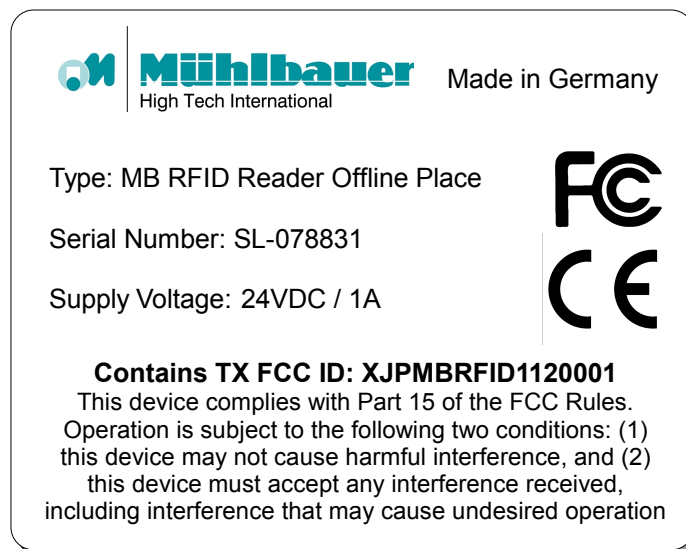 Mühlbauer
High Tech International
Made in Germany
Type: MB RFID Reader Offline Place
FC
Serial Number: SL-078831
Supply Voltage: 24VDC / 1A
CE
Contains TX FCC ID: XJPMBRFID1120001
This device complies with Part 15 of the FCC Rules.
Operation is subject to the following two conditions: (1)
this device may not cause harmful interference, and (2)
this device must accept any interference received,
including interference that may cause undesired operation